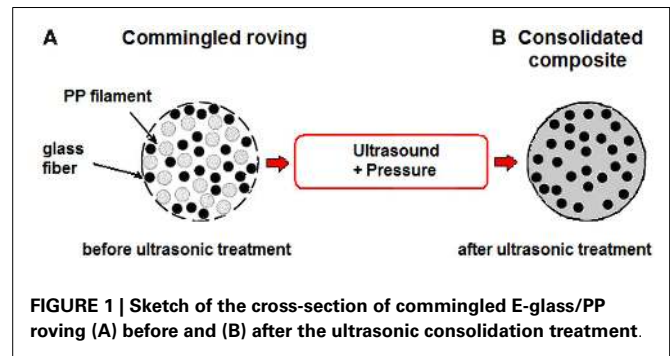 A Commingled roving
B Consolidated
composite
PP filament
glass
fiber
Ultrasound
+ Pressure
before ultrasonic treatment
after ultrasonic treatment
FIGURE 1 | Sketch of the cross-section of commingled E-glass/PP
roving (A) before and (B) after the ultrasonic consolidation treatment.